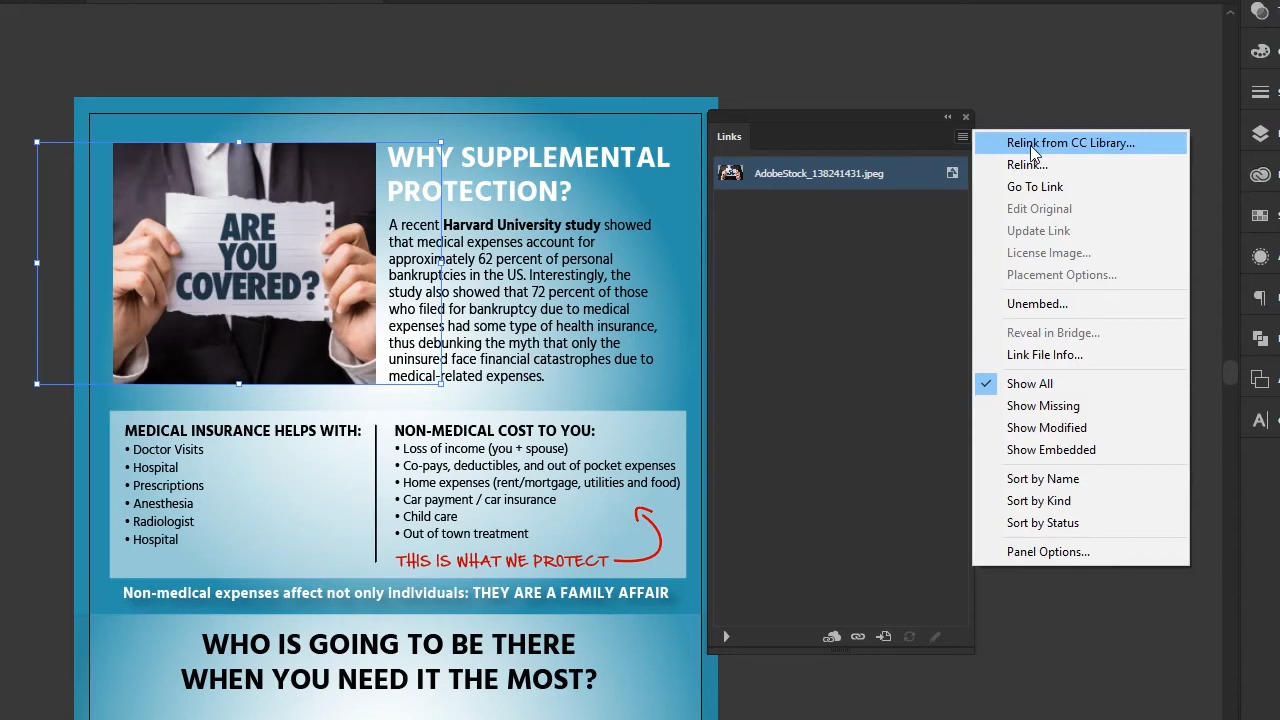 ARE
YOU
COVERED?
WHY SUPPLEMENTAL
PROTECTION?
A recent Harvard University study showed
that medical expenses account for
approximately 62 percent of personal
bankruptcies in the US. Interestingly, the
study also showed that 72 percent of those
who filed for bankruptcy due to medical
expenses had some type of health insurance,
thus debunking the myth that only the
uninsured face financial catastrophes due to
medical-related expenses.
MEDICAL INSURANCE HELPS WITH:
• Doctor Visits
• Hospital
• Prescriptions
• Anesthesia
• Radiologist
• Hospital
NON-MEDICAL COST TO YOU:
• Loss of income (you + spouse)
• Co-pays, deductibles, and out of pocket expenses
• Home expenses (rent/mortgage, utilities and food)
• Car payment / car insurance
• Child care
• Out of town treatment
THIS IS WHAT WE PROTECT
Non-medical expenses affect not only individuals: THEY ARE A FAMILY AFFAIR
WHO IS GOING TO BE THERE
WHEN YOU NEED IT THE MOST?
Links
AdobeStock_138241431.jpeg
Relink from CC Library...
Relink...
Go To Link
Edit Original
Update Link
License Image...
Placement Options...
Unembed...
Reveal in Bridge...
Link File Info...
Show All
Show Missing
Show Modified
Show Embedded
Sort by Name
Sort by Kind
Sort by Status
Panel Options...